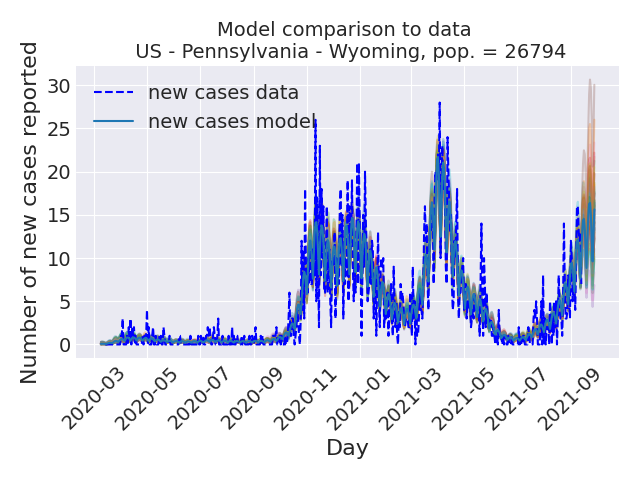 Model comparison to data
US - Pennsylvania - Wyoming, pop. = 26794
Number of new cases reported
30
25
20
15
10
5
0
new cases data
new cases model
2020-03
2020-05
2020-07
2020-09
2020-11
2021-01
2021-03
2021-05
2021-07
2021-09
Day